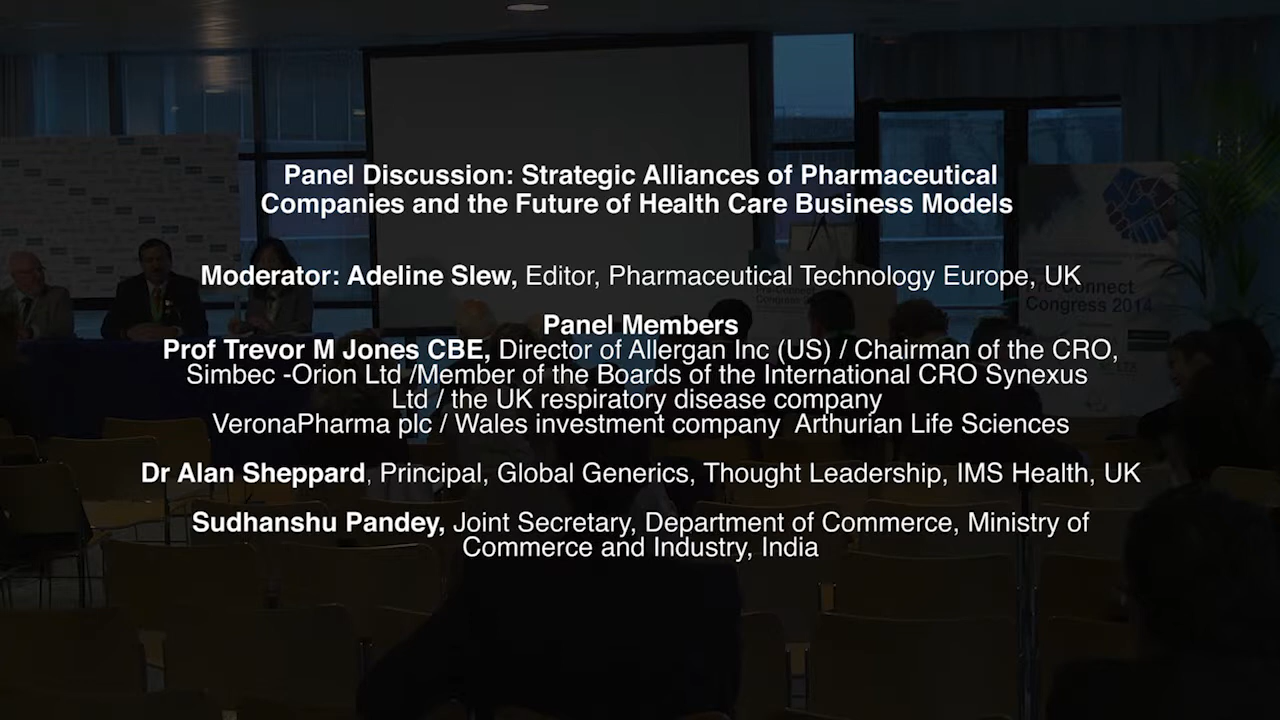 Panel Discussion: Strategic Alliances of Pharmaceutical
Companies and the Future of Health Care Business Models
Moderator: Adeline Slew, Editor, Pharmaceutical Technology Europe, UK
Panel Members
Prof Trevor M Jones CBE, Director of Allergan Inc (US) / Chairman of the CRO,
Simbec -Orion Ltd /Member of the Boards of the International CRO Synexus
Ltd / the UK respiratory disease company
VeronaPharma plc / Wales investment company  Arthurian Life Sciences
Dr Alan Sheppard, Principal, Global Generics, Thought Leadership, IMS Health, UK
Sudhanshu Pandey, Joint Secretary, Department of Commerce, Ministry of
Commerce and Industry, India
Congress 2014